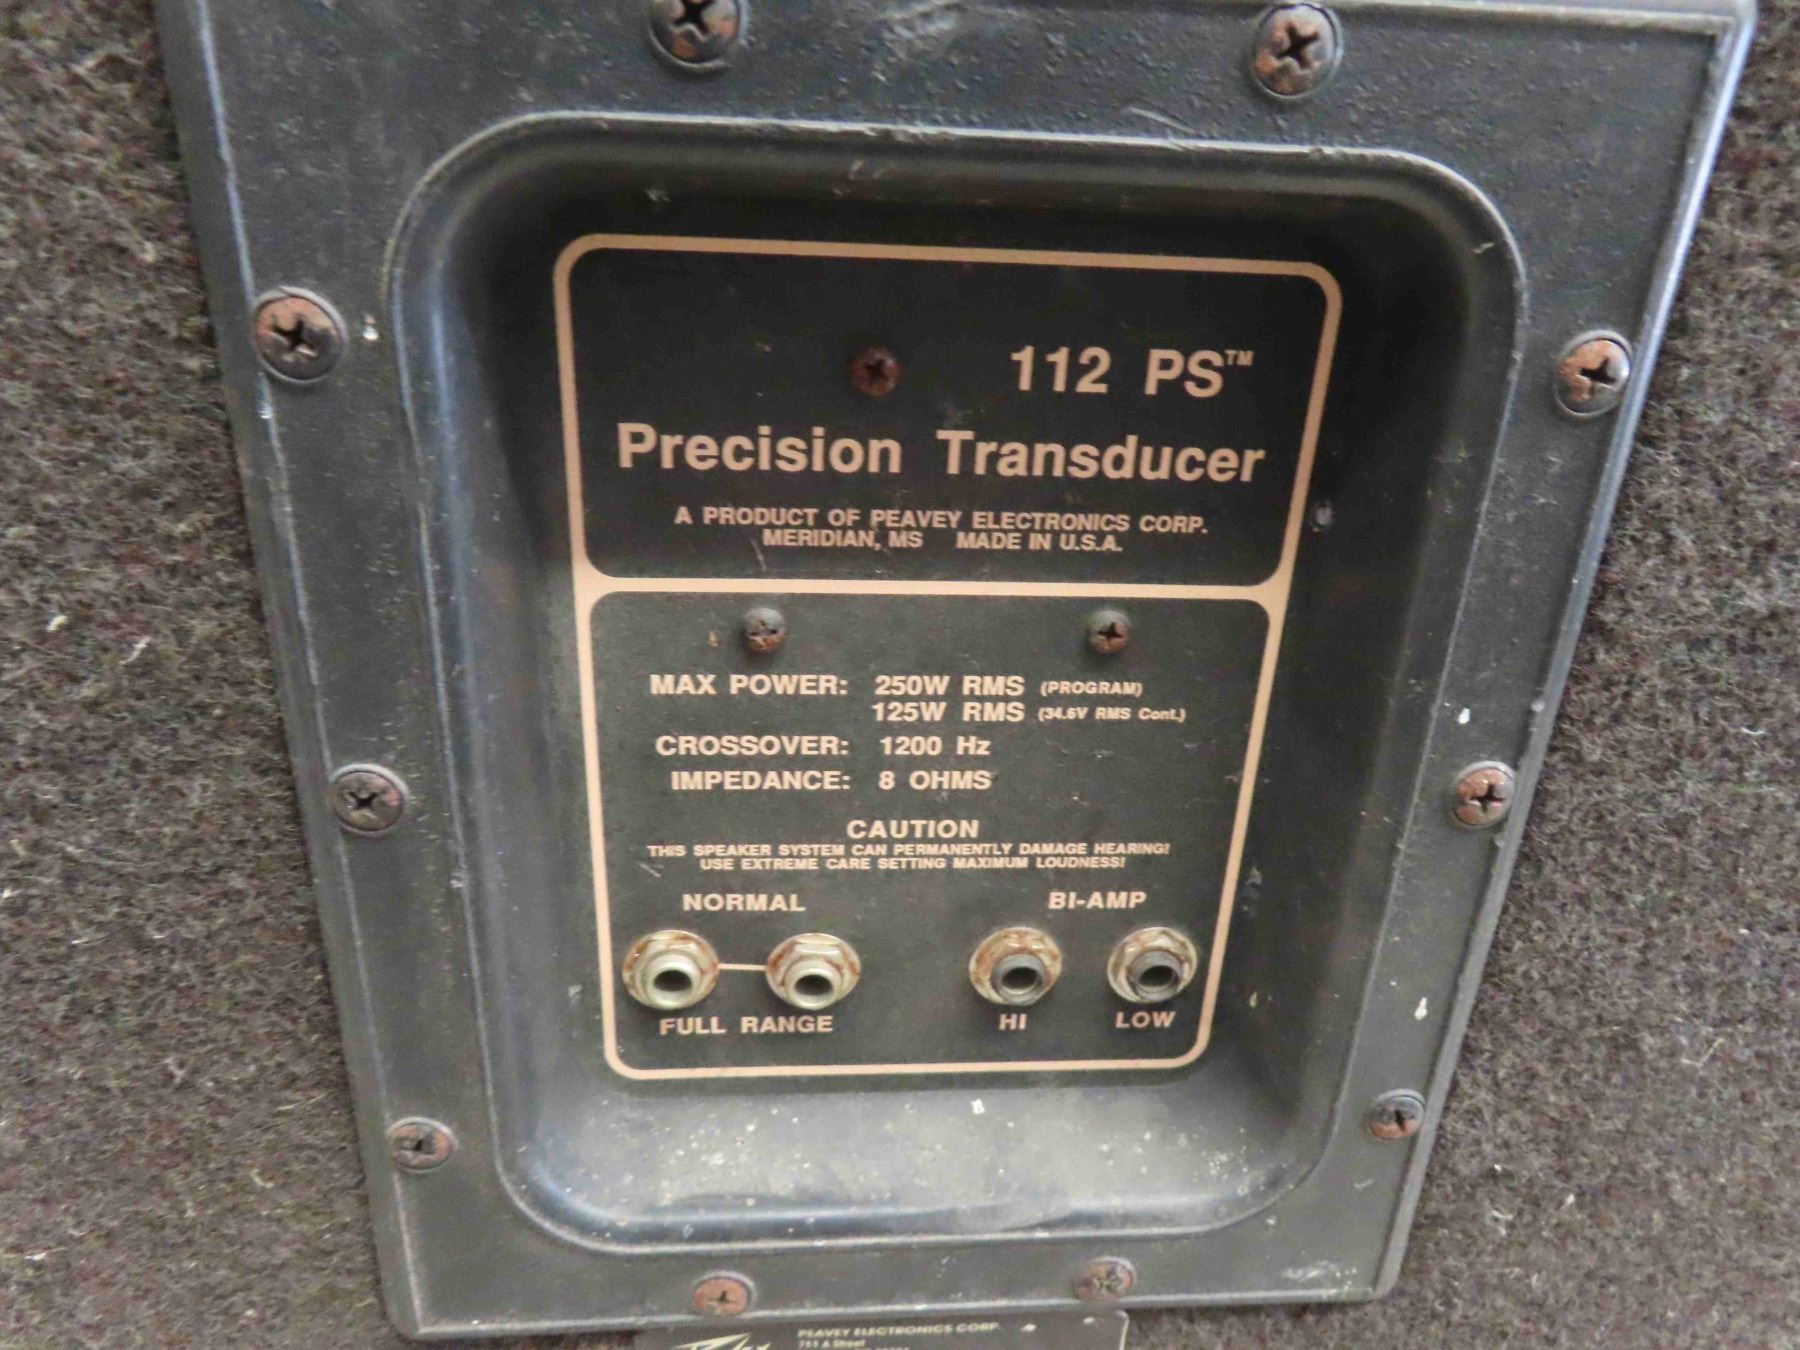 112 PS™
Precision Transducer
A PRODUCT OF PEAVEY ELECTRONICS CORP.
MERIDIAN, MS MADE IN U.S.A.
MAX POWER: 250W RMS (PROGRAM)
125W RMS (34.6V RMS Cont.)
CROSSOVER: 1200 Hz
IMPEDANCE: 8 OHMS
CAUTION
THIS SPEAKER SYSTEM CAN PERMANENTLY DAMAGE HEARING!
USE EXTREME CARE SETTING MAXIMUM LOUDNESS!
NORMAL BI-AMP
FULL RANGE HI LOW
PEAVEY ELECTRONICS CORP.
711 A Street